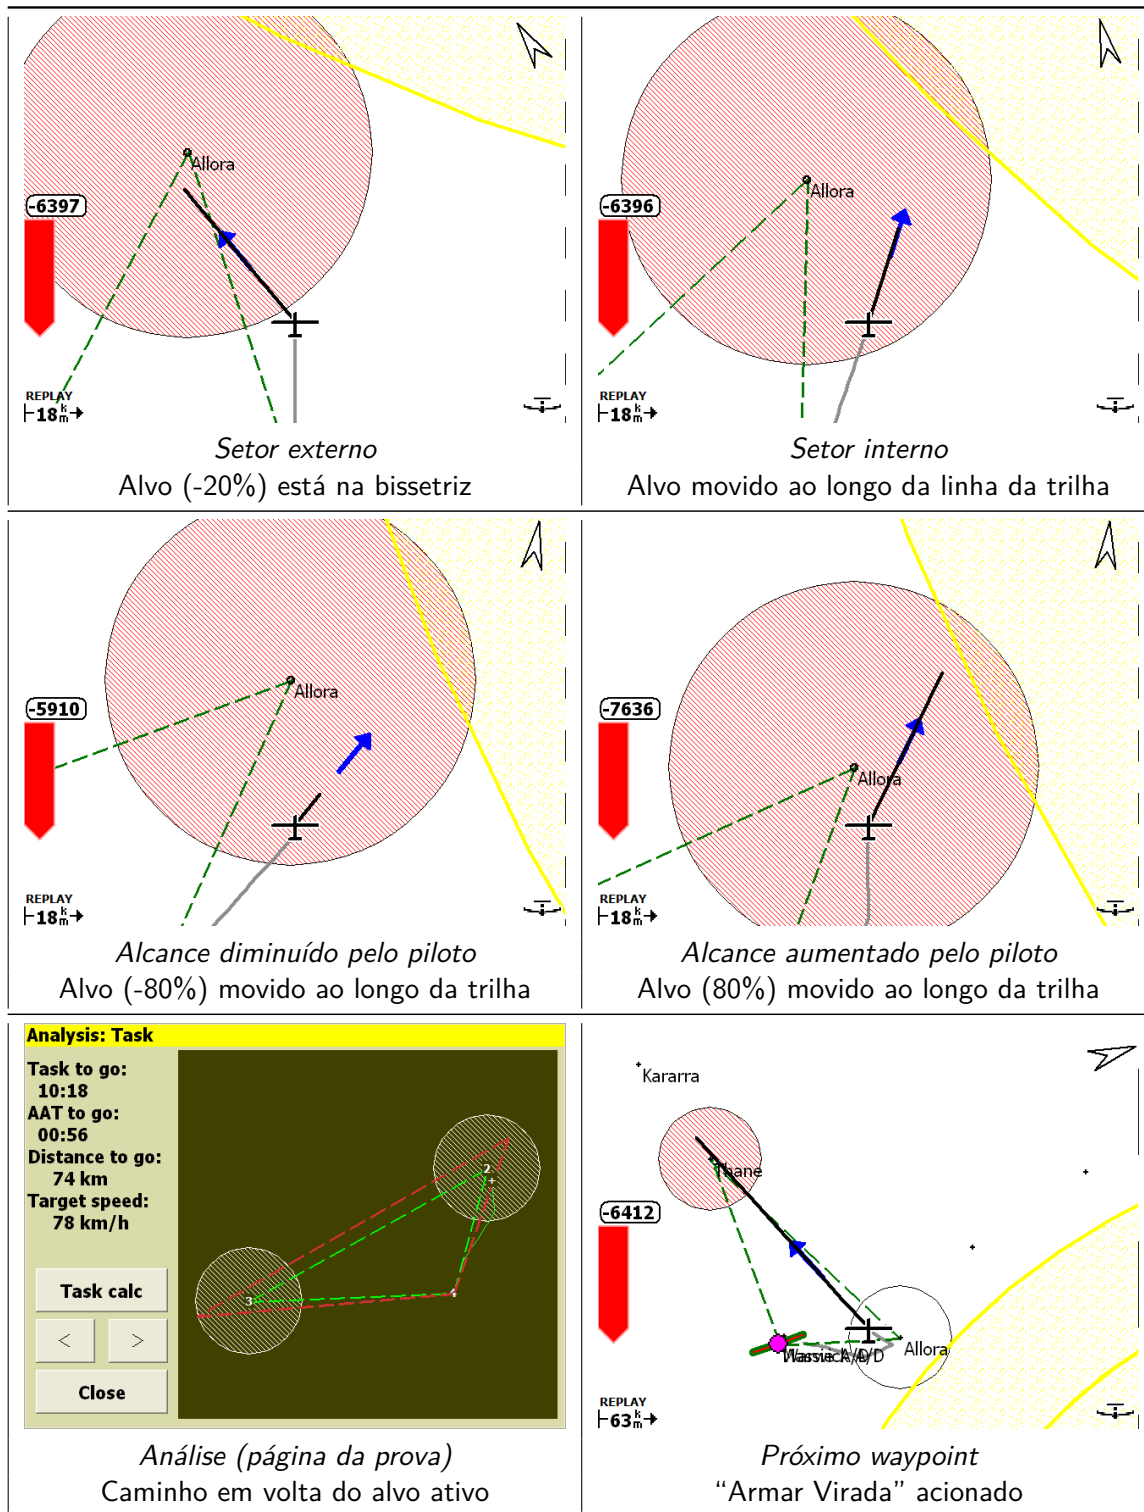 Allora
-6397
REPLAY
18 k m
Setor externo
Alvo (-20%) está na bissetriz
Allora
-6396
REPLAY
18 k m
Setor interno
Alvo movido ao longo da linha da trilha
Allora
-5910
REPLAY
18 k m
Alcance diminuído pelo piloto
Alvo (-80%) movido ao longo da trilha
Allora
-7636
REPLAY
18 k m
Alcance aumentado pelo piloto
Alvo (80%) movido ao longo da trilha
Analysis: Task
Task to go:
10:18
AAT to go:
00:56
Distance to go:
74 km
Target speed:
78 km/h
Task calc
< >
Close
2
3
Análise (página da prova)
Caminho em volta do alvo ativo
Kararra
Thane
-6412
Allora
REPLAY
63 k m
Próximo waypoint
“Armar Virada” acionado